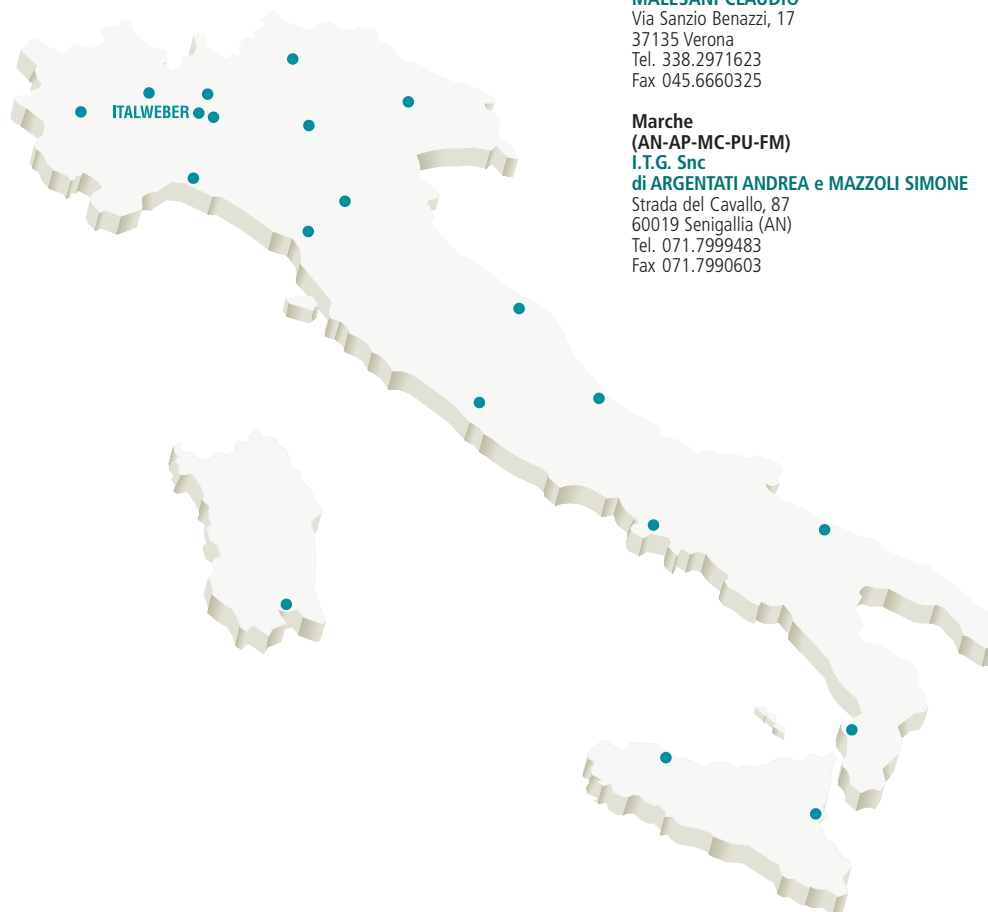 MALESANI CLAUDIO
Via Sanzio Benazzi, 17
37135 Verona
Tel. 338.2971623
Fax 045.6660325
Marche
(AN-AP-MC-PU-FM)
I.T.G. Snc
di ARGENTATI ANDREA e MAZZOLI SIMONE
Strada del Cavallo, 87
60019 Senigallia (AN)
Tel. 071.7999483
Fax 071.7990603
ITALWEBER